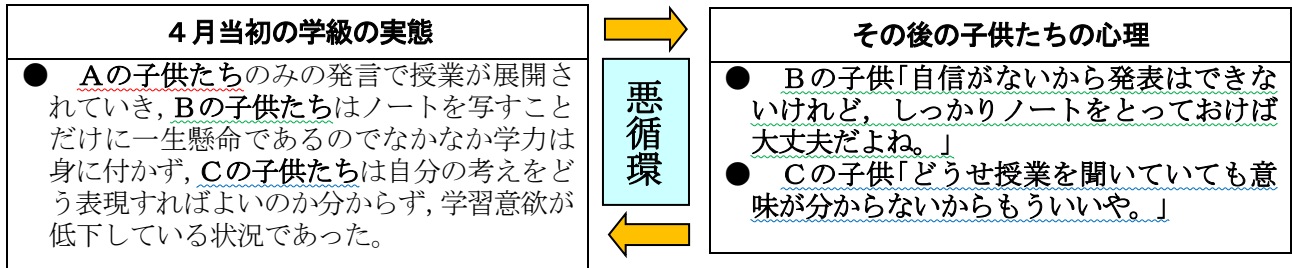 ４月当初の学級の実態
● Ａの子供たちのみの発言で授業が展開さ
れていき，Ｂの子供たちはノートを写すこと
だけに一生懸命であるのでなかなか学力は
身に付かず，Ｃの子供たちは自分の考えをど
う表現すればよいのか分からず，学習意欲が
低下している状況であった。
悪循環
その後の子供たちの心理
● Ｂの子供「自信がないから発表はできな
いけれど，しっかりノートをとっておけば
大丈夫だよね。」
● Ｃの子供「どうせ授業を聞いていても意
味が分からないからもういいや。」